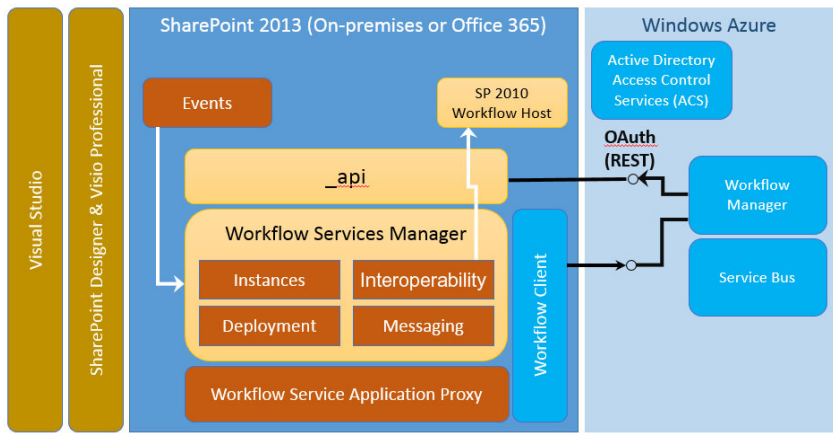 Visual Studio
SharePoint Designer & Visio Professional
SharePoint 2013 (On-premises or Office 365)
Events
SP 2010
Workflow Host
_api
Workflow Services Manager
Instances
Interoperability
Deployment
Messaging
Workflow Service Application Proxy
Workflow Client
Windows Azure
Active Directory
Access Control
Services (ACS)
OAuth
(REST)
Workflow
Manager
Service Bus